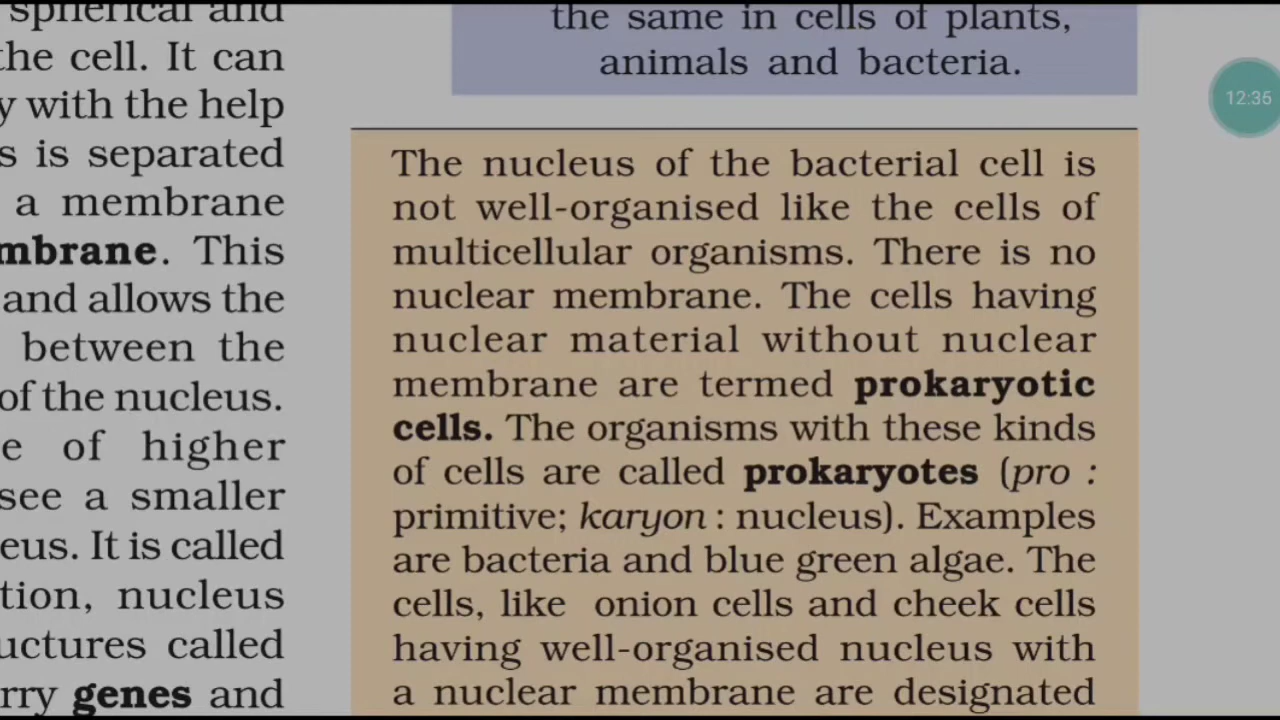 spherical and
the cell. It can
y with the help
s is separated
a membrane
mbrane. This
and allows the
between the
of the nucleus.
e of higher
see a smaller
eus. It is called
tion, nucleus
uctures called
rry genes and
the same in cells of plants,
animals and bacteria.
The nucleus of the bacterial cell is
not well-organised like the cells of
multicellular organisms. There is no
nuclear membrane. The cells having
nuclear material without nuclear
membrane are termed prokaryotic
cells. The organisms with these kinds
of cells are called prokaryotes (pro :
primitive; karyon : nucleus). Examples
are bacteria and blue green algae. The
cells, like onion cells and cheek cells
having well-organised nucleus with
a nuclear membrane are designated
12:35